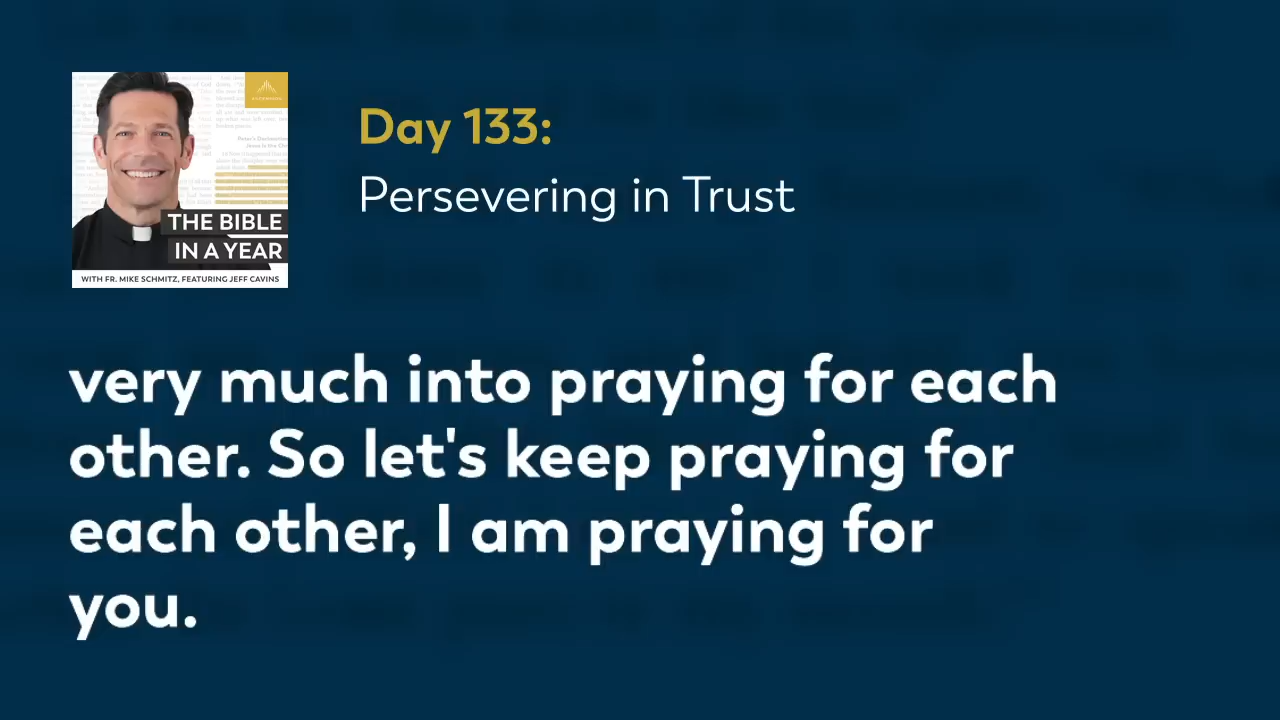 Day 133:
Persevering in Trust
THE BIBLE
IN A YEAR
WITH FR. MIKE SCHMITZ, FEATURING JEFF CAVINS
very much into praying for each
other. So let's keep praying for
each other, I am praying for
you.